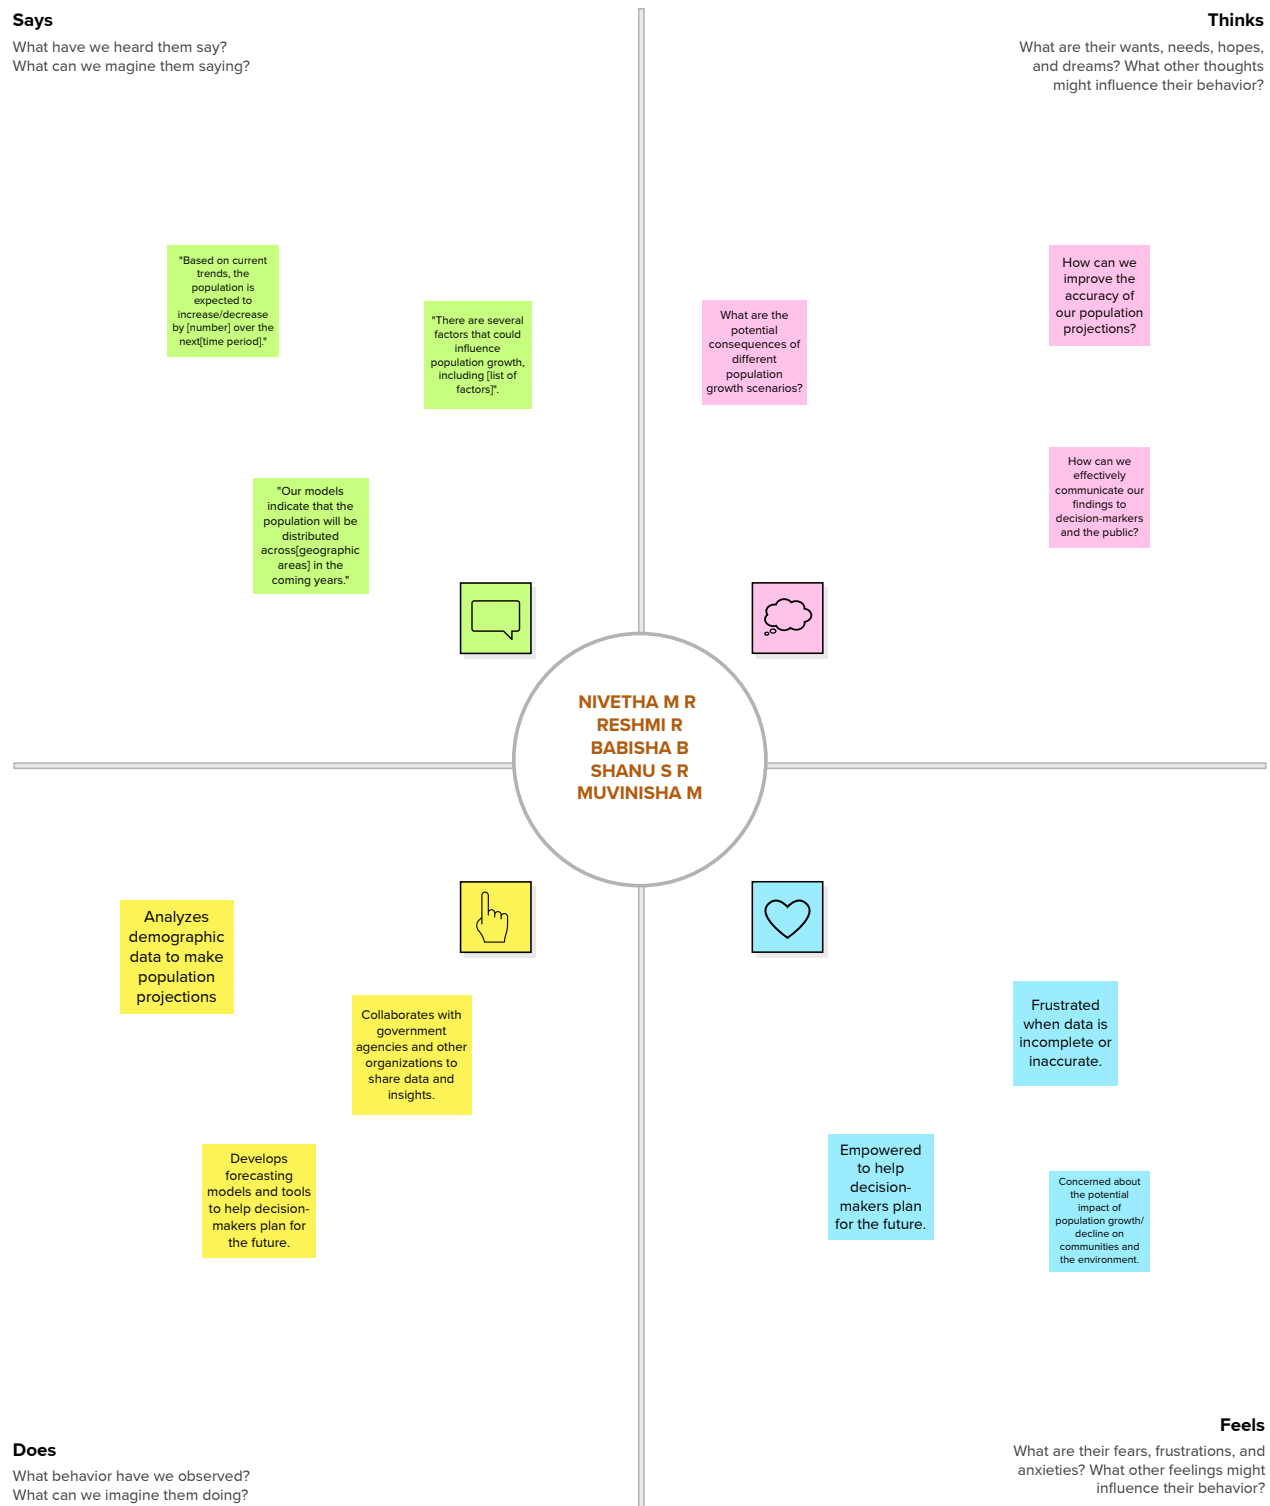 Says
What have we heard them say?
What can we magine them saying?
Thinks
What are their wants, needs, hopes,
and dreams? What other thoughts
might influence their behavior?
"Based on current
trends, the
population is
expected to
increase/decrease
by [number] over the
next[time period]."
"There are several
factors that could
influence
population growth,
including [list of
factors]".
"Our models
indicate that the
population will be
distributed
across[geographic
areas] in the
coming years."
What are the
potential
consequences of
different
population
growth scenarios?
How can we
improve the
accuracy of
our population
projections?
How can we
effectively
communicate our
findings to
decision-markers
and the public?
NIVETHA M R
RESHMI R
BABISHA B
SHANU S R
MUVINISHA M
Analyzes
demographic
data to make
population
projections
Collaborates with
government
agencies and other
organizations to
share data and
insights.
Develops
forecasting
models and tools
to help decision-
makers plan for
the future.
Frustrated
when data is
incomplete or
inaccurate.
Empowered
to help
decision-
makers plan
for the future.
Concerned about
the potential
impact of
population growth/
decline on
communities and
the environment.
Does
What behavior have we observed?
What can we imagine them doing?
Feels
What are their fears, frustrations, and
anxieties? What other feelings might
influence their behavior?